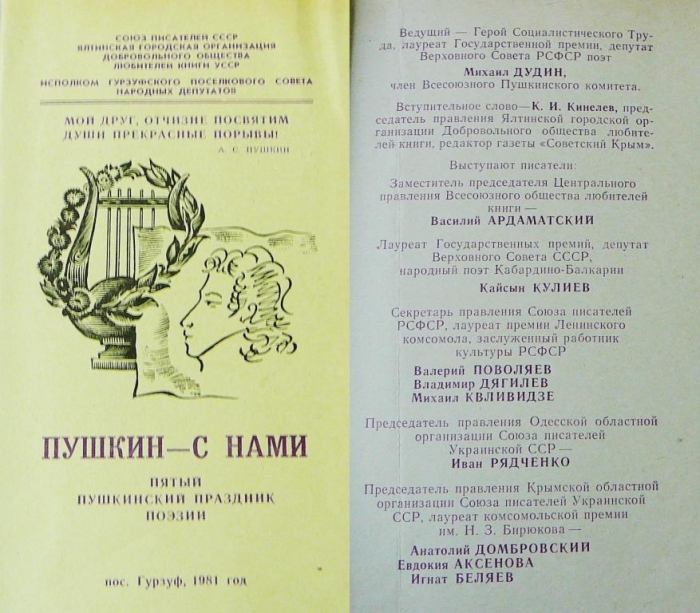 СОЮЗ ПИСАТЕЛЕЙ СССР
ЯЛТИНСКАЯ ГОРОДСКАЯ ОРГАНИЗАЦИЯ
ДОБРОВОЛЬНОГО ОБЩЕСТВА
ЛЮБИТЕЛЕЙ КНИГИ УССР
ИСПОЛКОМ ГУРЗУФСКОГО ПОСЕЛКОВОГО СОВЕТА
НАРОДНЫХ ДЕПУТАТОВ
МОЙ ДРУГ, ОТЧИЗНЕ ПОСВЯТИМ
ДУШИ ПРЕКРАСНЫЕ ПОРЫВЫ!
А. С. ПУШКИН
ПУШКИН—С НАМИ
ПЯТЫЙ
ПУШКИНСКИЙ ПРАЗДНИК
ПОЭЗИИ
пос. Гурзуф, 1981 год
Ведущий — Герой Социалистического Тру-
да, лауреат Государственной премии, депутат
Верховного Совета РСФСР поэт
Михаил ДУДИН,
член Всесоюзного Пушкинского комитета.
Вступительное слово—К. И. Кинелев, пред-
седатель правления Ялтинской городской ор-
ганизации Добровольного общества любите-
лей книги, редактор газеты «Советский Крым».
Выступают писатели:
Заместитель председателя Центрального
правления Всесоюзного общества любителей
книги —
Василий АРДАМАТСКИЙ
Лауреат Государственных премий, депутат
Верховного Совета СССР,
народный поэт Кабардино-Балкарии
Кайсын КУЛИЕВ
Секретарь правления Союза писателей
РСФСР, лауреат премии Ленинского
комсомола, заслуженный работник
культуры РСФСР
Валерий ПОВОЛЯЕВ
Владимир ДЯГИЛЕВ
Михаил КВЛИВИДЗЕ
Председатель правления Одесской областной
организации Союза писателей
Украинской ССР —
Иван РЯДЧЕНКО
Председатель правления Крымской областной
организации Союза писателей Украинской
ССР, лауреат комсомольской премии
им. Н. З. Бирюкова —
Анатолий ДОМБРОВСКИЙ
Евдокия АКСЕНОВА
Игнат БЕЛЯЕВ